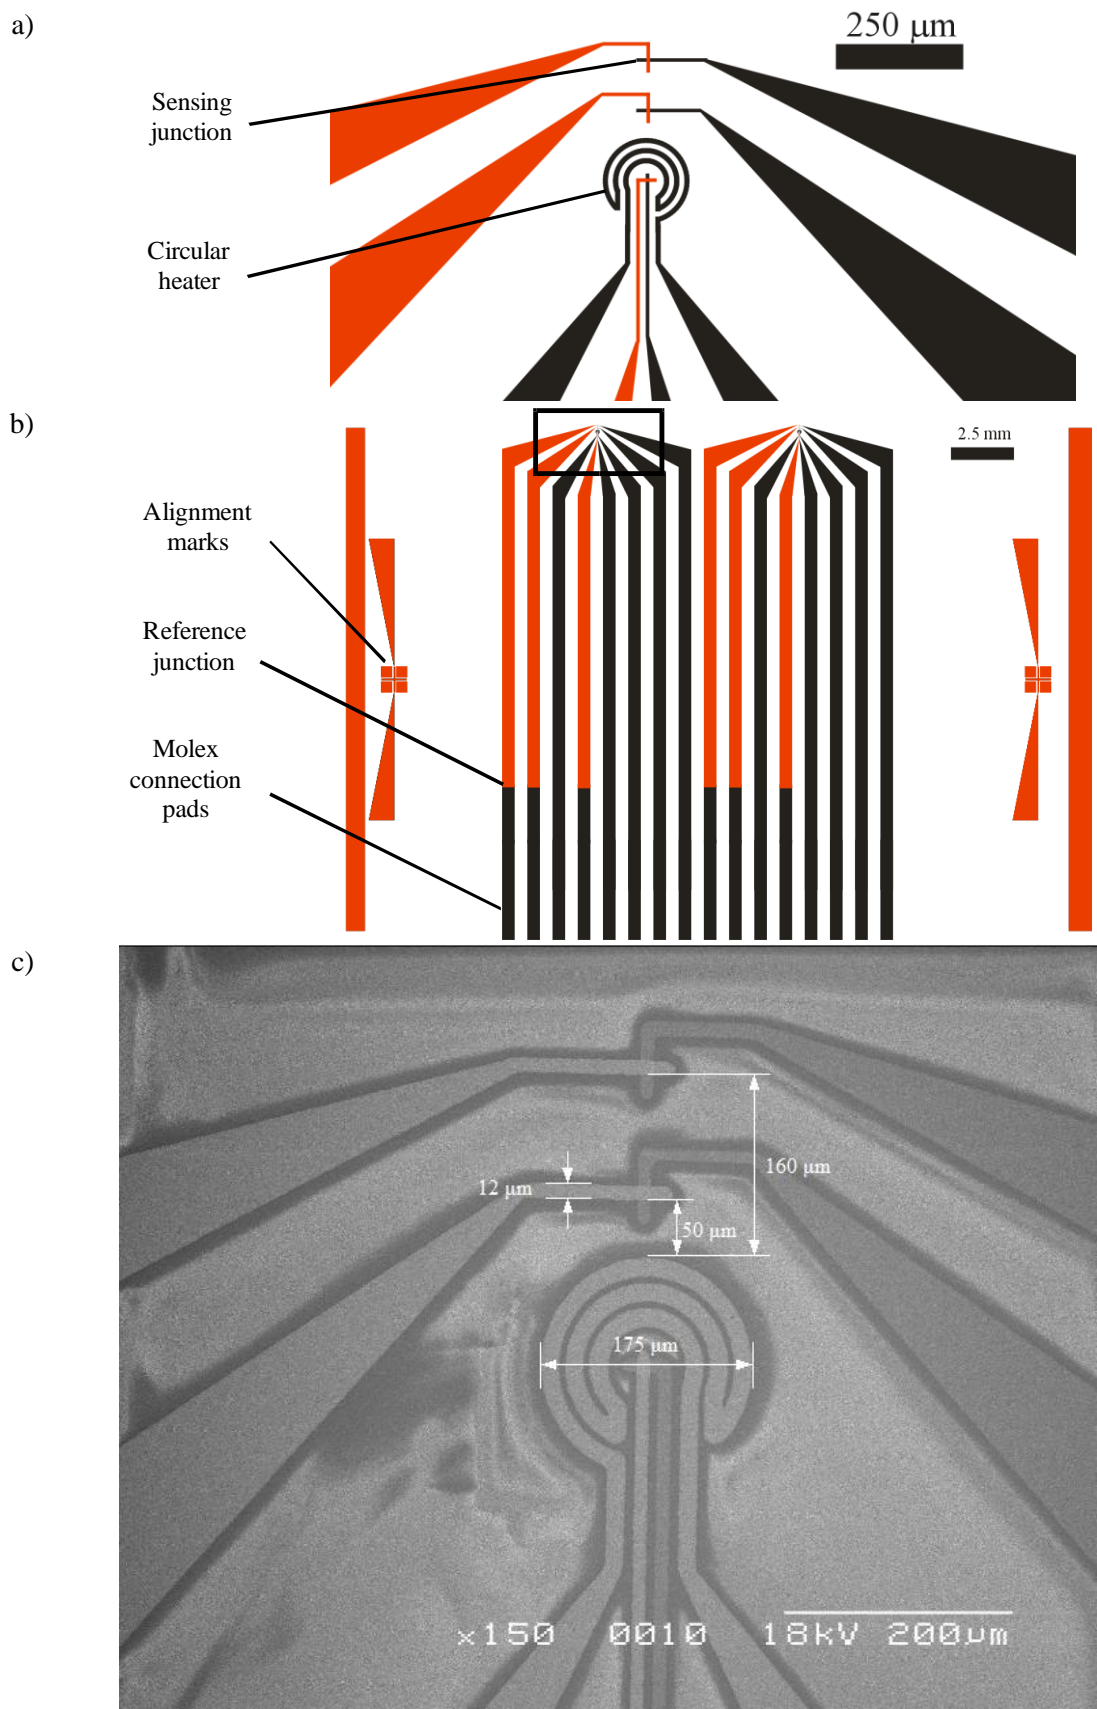 a)
250 μm
Sensing
junction
Circular
heater
b)
2.5 mm
Alignment
marks
Reference
junction
Molex
connection
pads
c)
160 μm
12 μm
50 μm
175 μm
x150 0010 18kV 200μm